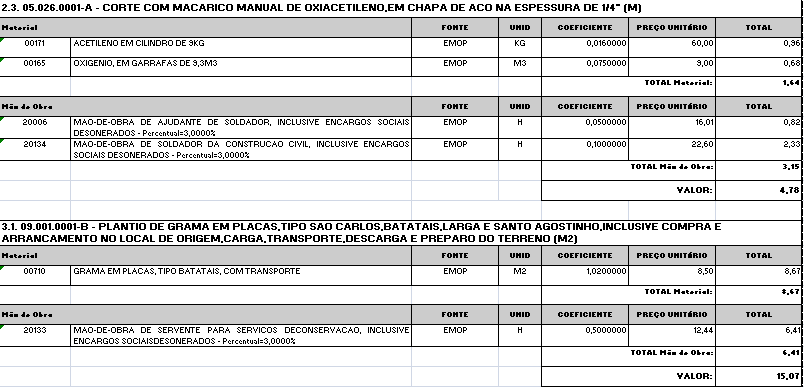 2.3. 05.026.0001-A - CORTE COM MACARICO MANUAL DE OXIACETILENO,EM CHAPA DE ACO NA ESPESSURA DE 1/4" (M)
Material FONTE UNID COEFICIENTE PREÇO UNITÁRIO TOTAL
00171 ACETILENO EM CILINDRO DE 9KG EMOP KG 0,0160000 60,00 0,96
00165 OXIGENIO, EM GARRAFAS DE 9,3M3 EMOP M3 0,0750000 9,00 0,68
TOTAL Material: 1,64
Mão de Obra FONTE UNID COEFICIENTE PREÇO UNITÁRIO TOTAL
20006 MAO-DE-OBRA DE AJUDANTE DE SOLDADOR, INCLUSIVE ENCARGOS SOCIAIS EMOP H 0,0500000 16,01 0,82
DESONERADOS - Percentual=3,0000%
20134 MAO-DE-OBRA DE SOLDADOR DA CONSTRUCAO CIVIL, INCLUSIVE ENCARGOS EMOP H 0,1000000 22,60 2,33
SOCIAIS DESONERADOS - Percentual=3,0000%
TOTAL Mão de Obra: 3,15
VALOR: 4,78
3.1. 09.001.0001-B - PLANTIO DE GRAMA EM PLACAS,TIPO SAO CARLOS,BATATAIS,LARGA E SANTO AGOSTINHO,INCLUSIVE COMPRA E
ARRANCAMENTO NO LOCAL DE ORIGEM,CARGA,TRANSPORTE,DESCARGA E PREPARO DO TERRENO (M2)
Material FONTE UNID COEFICIENTE PREÇO UNITÁRIO TOTAL
00710 GRAMA EM PLACAS, TIPO BATATAIS, COM TRANSPORTE EMOP M2 1,0200000 8,50 8,67
TOTAL Material: 8,67
Mão de Obra FONTE UNID COEFICIENTE PREÇO UNITÁRIO TOTAL
20133 MAO-DE-OBRA DE SERVENTE PARA SERVICOS DECONSERVACAO, INCLUSIVE EMOP H 0,5000000 12,44 6,41
ENCARGOS SOCIAISDESONERADOS - Percentual=3,0000%
TOTAL Mão de Obra: 6,41
VALOR: 15,07